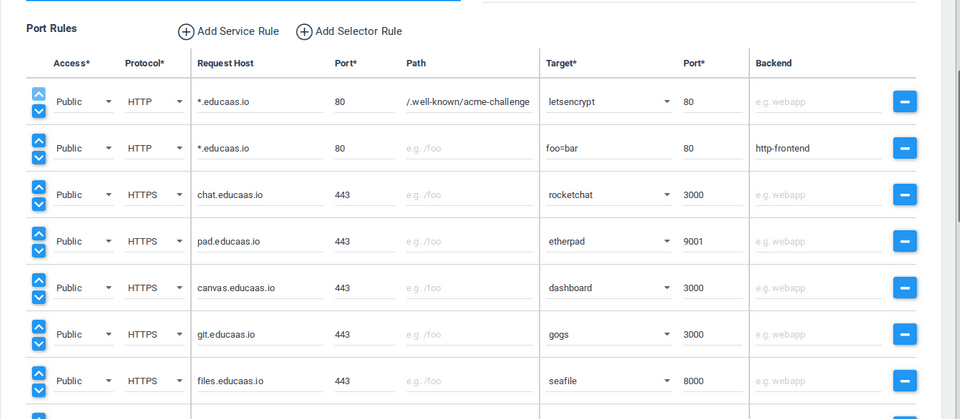 Port Rules
Add Service Rule Add Selector Rule
Access* Protocol* Request Host Port* Path Target* Port* Backend
Public HTTP *.educaas.io 80 /.well-known/acme-challenge letsencrypt 80 e.g. webapp
Public HTTP *.educaas.io 80 e.g. /foo foo=bar 80 http-frontend
Public HTTPS chat.educaas.io 443 e.g. /foo rocketchat 3000 e.g. webapp
Public HTTPS pad.educaas.io 443 e.g. /foo etherpad 9001 e.g. webapp
Public HTTPS canvas.educaas.io 443 e.g. /foo dashboard 3000 e.g. webapp
Public HTTPS git.educaas.io 443 e.g. /foo gogs 3000 e.g. webapp
Public HTTPS files.educaas.io 443 e.g. /foo seafile 8000 e.g. webapp